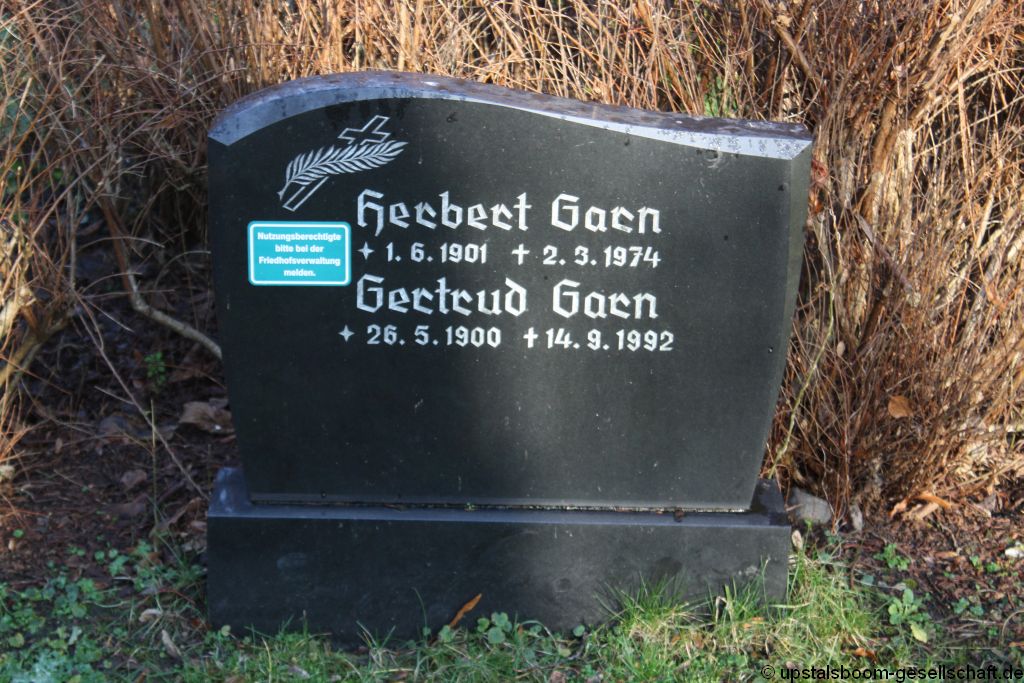 Herbert Garn
✦ 1. 6. 1901 ✝ 2. 3. 1974
Nutzungsberechtigte
bitte bei der
Friedhofsverwaltung
melden.
Gertrud Garn
✦ 26. 5. 1900 ✝ 14. 9. 1992
© upstalsboom-gesellschaft.de